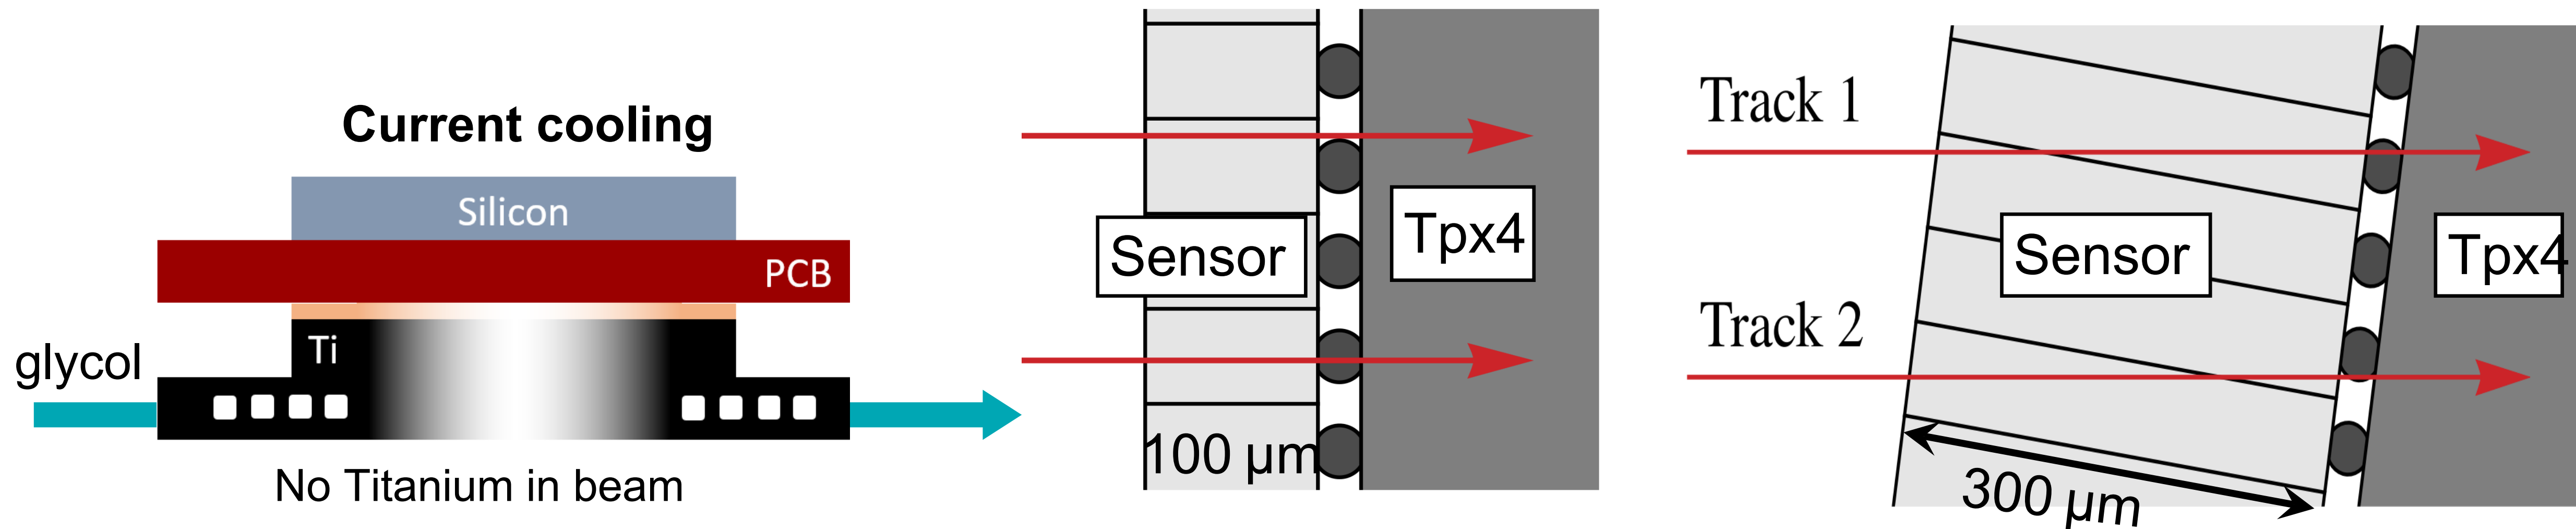 Current cooling
Silicon
PCB
Ti
glycol
No Titanium in beam
Sensor
Tpx4
100 µm
Track 1
Track 2
Sensor
Tpx4
300 µm